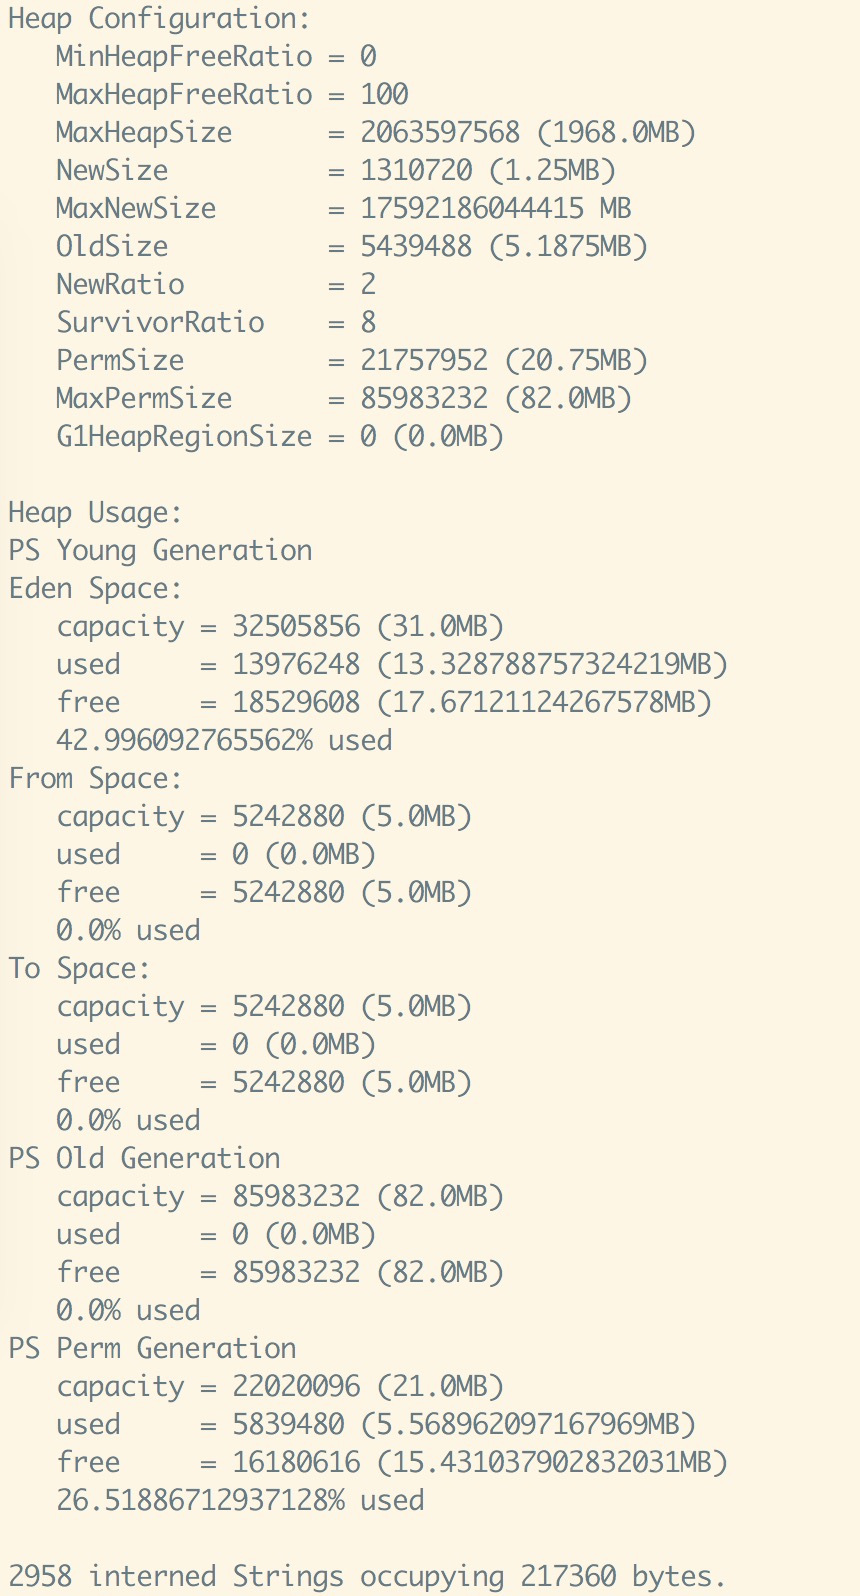 Heap Configuration:
   MinHeapFreeRatio = 0
   MaxHeapFreeRatio = 100
   MaxHeapSize      = 2063597568 (1968.0MB)
   NewSize          = 1310720 (1.25MB)
   MaxNewSize       = 17592186044415 MB
   OldSize          = 5439488 (5.1875MB)
   NewRatio         = 2
   SurvivorRatio    = 8
   PermSize         = 21757952 (20.75MB)
   MaxPermSize      = 85983232 (82.0MB)
   G1HeapRegionSize = 0 (0.0MB)

Heap Usage:
PS Young Generation
Eden Space:
   capacity = 32505856 (31.0MB)
   used     = 13976248 (13.328788757324219MB)
   free     = 18529608 (17.67121124267578MB)
   42.996092765562% used
From Space:
   capacity = 5242880 (5.0MB)
   used     = 0 (0.0MB)
   free     = 5242880 (5.0MB)
   0.0% used
To Space:
   capacity = 5242880 (5.0MB)
   used     = 0 (0.0MB)
   free     = 5242880 (5.0MB)
   0.0% used
PS Old Generation
   capacity = 85983232 (82.0MB)
   used     = 0 (0.0MB)
   free     = 85983232 (82.0MB)
   0.0% used
PS Perm Generation
   capacity = 22020096 (21.0MB)
   used     = 5839480 (5.568962097167969MB)
   free     = 16180616 (15.431037902832031MB)
   26.51886712937128% used

2958 interned Strings occupying 217360 bytes.